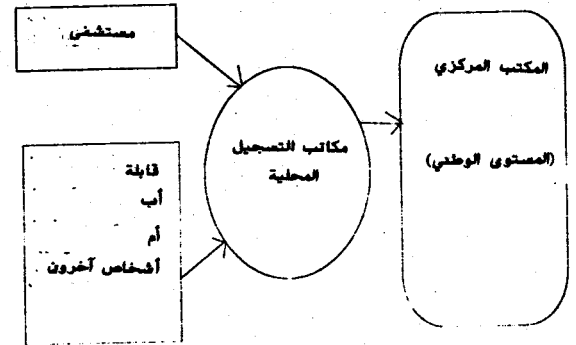 مستشفى
المكتب المركزي
(المستوى الوطني)
مكاتب التسجيل
المحلية
قابلة
أب
أم
أشخاص آخرون